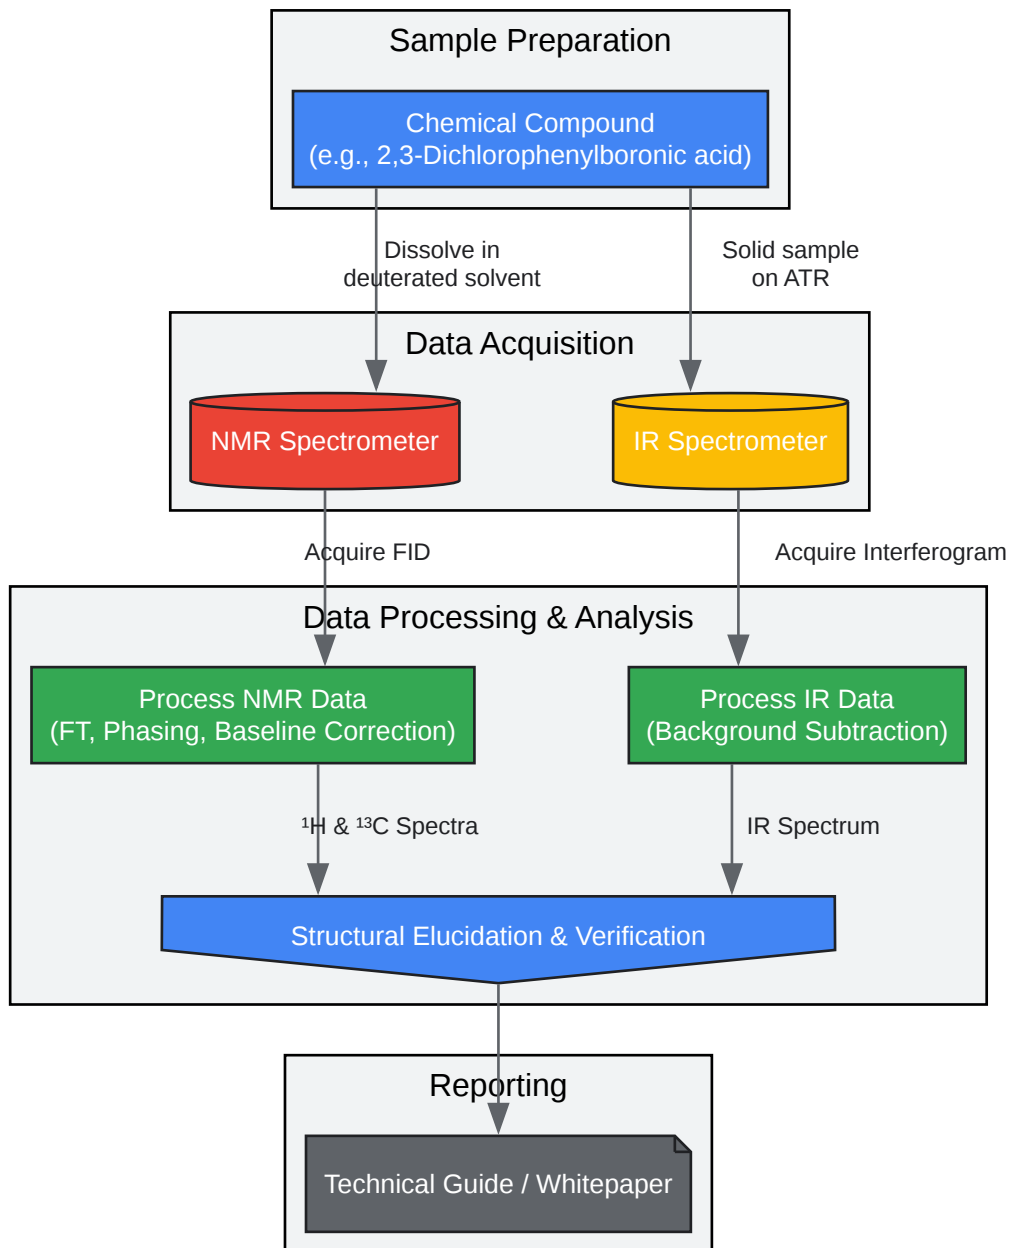 Sample Preparation
Chemical Compound
(e.g., 2,3-Dichlorophenylboronic acid)
Dissolve in
deuterated solvent
Solid sample
on ATR
Data Acquisition
NMR Spectrometer
IR Spectrometer
Acquire FID
Acquire Interferogram
Data Processing & Analysis
Process NMR Data
(FT, Phasing, Baseline Correction)
Process IR Data
(Background Subtraction)
¹H & ¹³C Spectra
IR Spectrum
Structural Elucidation & Verification
Reporting
Technical Guide / Whitepaper